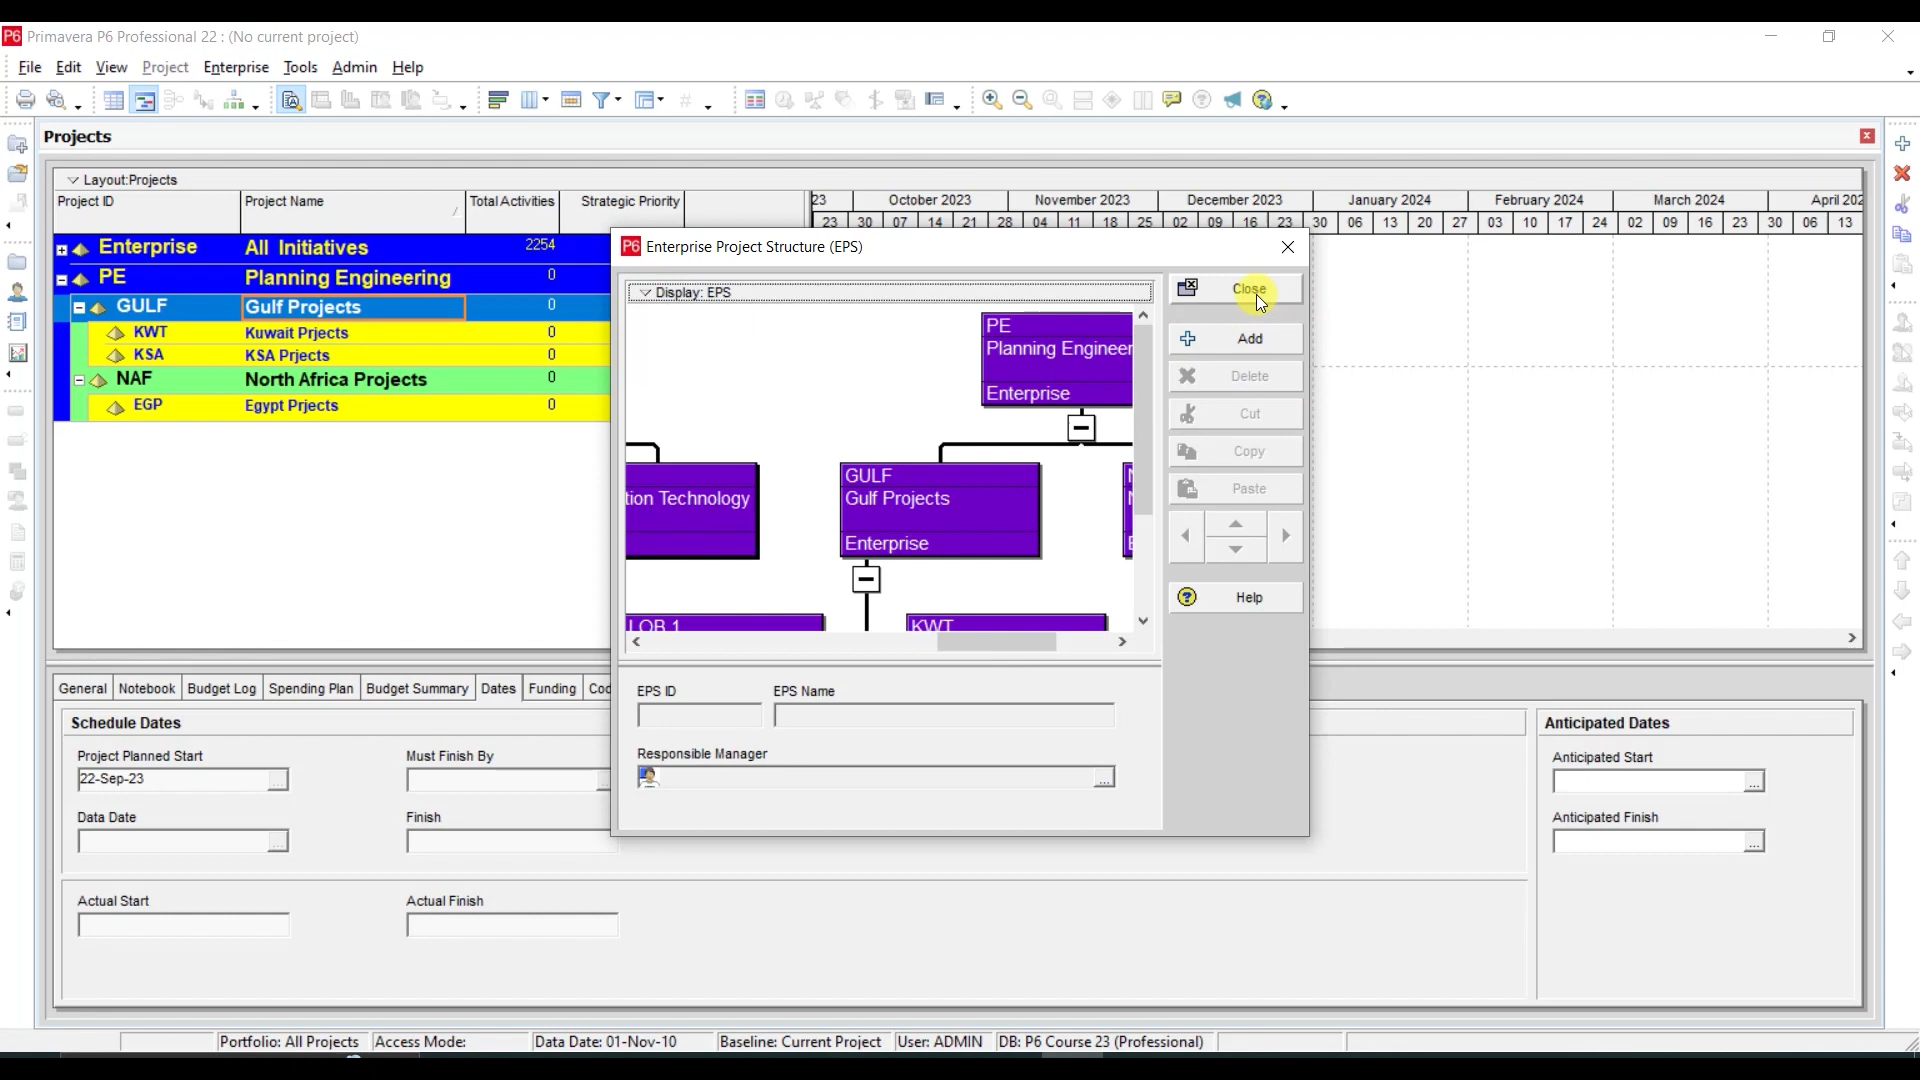 P6 Primavera P6 Professional 22 : (No current project)
File Edit View Project Enterprise Tools Admin Help
Projects
Layout:Projects
Project ID Project Name Total Activities Strategic Priority
23 October 2023 November 2023 December 2023 January 2024 February 2024 March 2024 April 202
23 30 07 14 21 28 04 11 18 25 02 09 16 23 30 06 13 20 27 03 10 17 24 02 09 16 23 30 06 13
Enterprise All Initiatives 2254
PE Planning Engineering 0
GULF Gulf Projects 0
KWT Kuwait Prjects 0
KSA KSA Prjects 0
NAF North Africa Projects 0
EGP Egypt Prjects 0
P6 Enterprise Project Structure (EPS)
Display: EPS
PE
Planning Engineer
Enterprise
tion Technology
GULF
Gulf Projects
Enterprise
LOB 1
KWT
Close
Add
Delete
Cut
Copy
Paste
Help
EPS ID EPS Name
Responsible Manager
General Notebook Budget Log Spending Plan Budget Summary Dates Funding Cod
Schedule Dates
Project Planned Start Must Finish By
22-Sep-23
Data Date Finish
Actual Start Actual Finish
Anticipated Dates
Anticipated Start
Anticipated Finish
Portfolio: All Projects Access Mode: Data Date: 01-Nov-10 Baseline: Current Project User: ADMIN DB: P6 Course 23 (Professional)